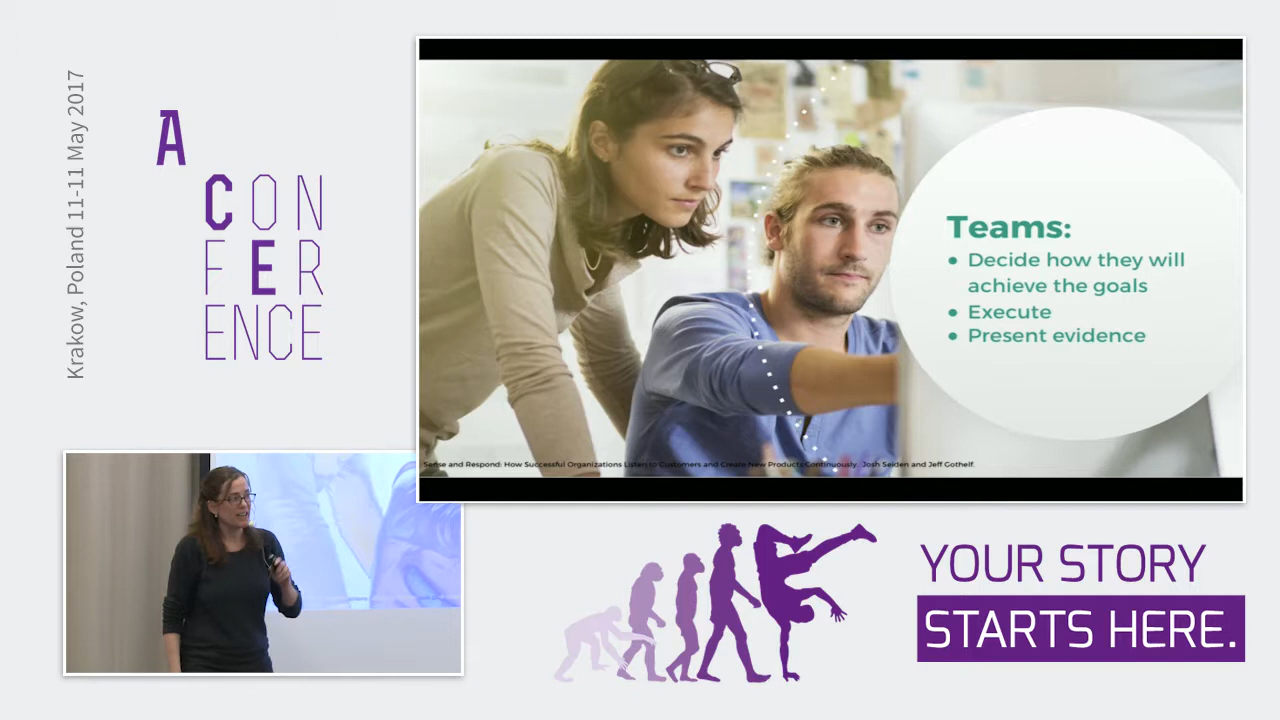 Krakow, Poland 11-11 May 2017
A
CON
FER
ENCE
Teams:
• Decide how they will
achieve the goals
• Execute
• Present evidence
Sense and Respond: How Successful Organizations Listen to Customers and Create New Products Continuously. Josh Seiden and Jeff Gothelf.
YOUR STORY
STARTS HERE.